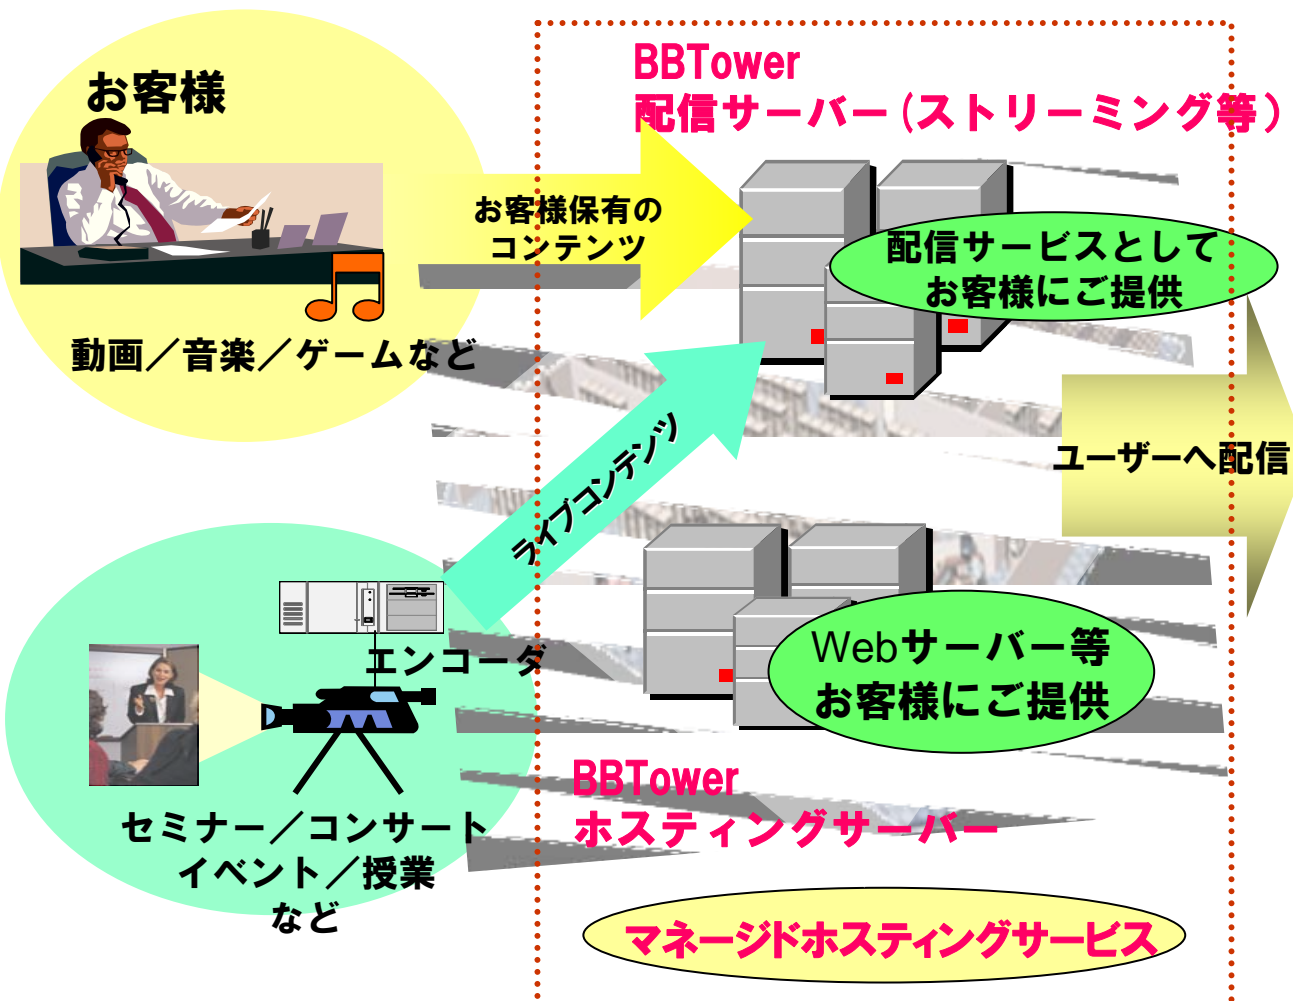 お客様
動画／音楽／ゲームなど
お客様保有の
コンテンツ
BBTower
配信サーバー(ストリーミング等)
配信サービスとして
お客様にご提供
ユーザーへ配信
ライブコンテンツ
エンコーダ
セミナー／コンサート
イベント／授業
など
Webサーバー等
お客様にご提供
BBTower
ホスティングサーバー
マネージドホスティングサービス